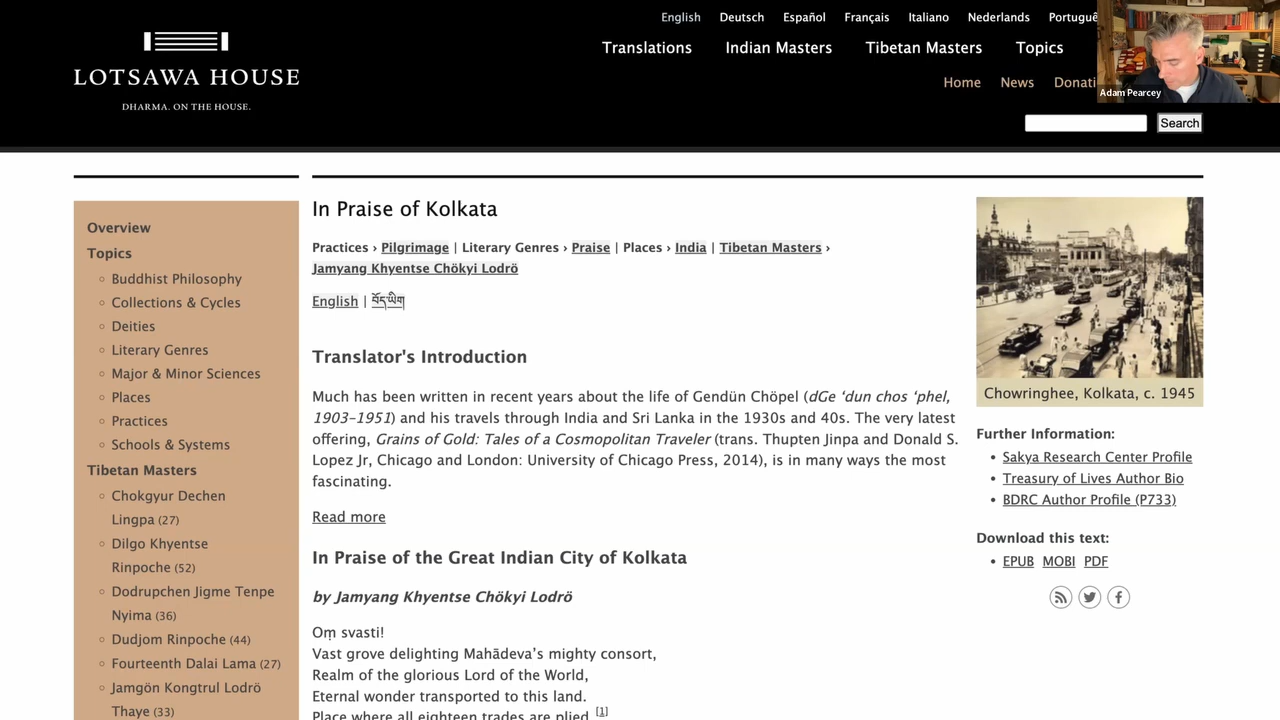 English Deutsch Español Français Italiano Nederlands Portuguê
LOTSAWA HOUSE
DHARMA. ON THE HOUSE.
Translations Indian Masters Tibetan Masters Topics
Home News Donati
Adam Pearcey
Search
Overview
Topics
Buddhist Philosophy
Collections & Cycles
Deities
Literary Genres
Major & Minor Sciences
Places
Practices
Schools & Systems
Tibetan Masters
Chokgyur Dechen
Lingpa (27)
Dilgo Khyentse
Rinpoche (52)
Dodrupchen Jigme Tenpe
Nyima (36)
Dudjom Rinpoche (44)
Fourteenth Dalai Lama (27)
Jamgön Kongtrul Lodrö
Thaye (33)
In Praise of Kolkata
Practices › Pilgrimage | Literary Genres › Praise | Places › India | Tibetan Masters ›
Jamyang Khyentse Chökyi Lodrö
English | བོད་ཡིག
Translator's Introduction
Much has been written in recent years about the life of Gendün Chöpel (dGe ‘dun chos ‘phel,
1903–1951) and his travels through India and Sri Lanka in the 1930s and 40s. The very latest
offering, Grains of Gold: Tales of a Cosmopolitan Traveler (trans. Thupten Jinpa and Donald S.
Lopez Jr, Chicago and London: University of Chicago Press, 2014), is in many ways the most
fascinating.
Read more
In Praise of the Great Indian City of Kolkata
by Jamyang Khyentse Chökyi Lodrö
Oṃ svasti!
Vast grove delighting Mahādeva’s mighty consort,
Realm of the glorious Lord of the World,
Eternal wonder transported to this land.
Place where all eighteen trades are plied, [1]
Chowringhee, Kolkata, c. 1945
Further Information:
• Sakya Research Center Profile
• Treasury of Lives Author Bio
• BDRC Author Profile (P733)
Download this text:
• EPUB MOBI PDF